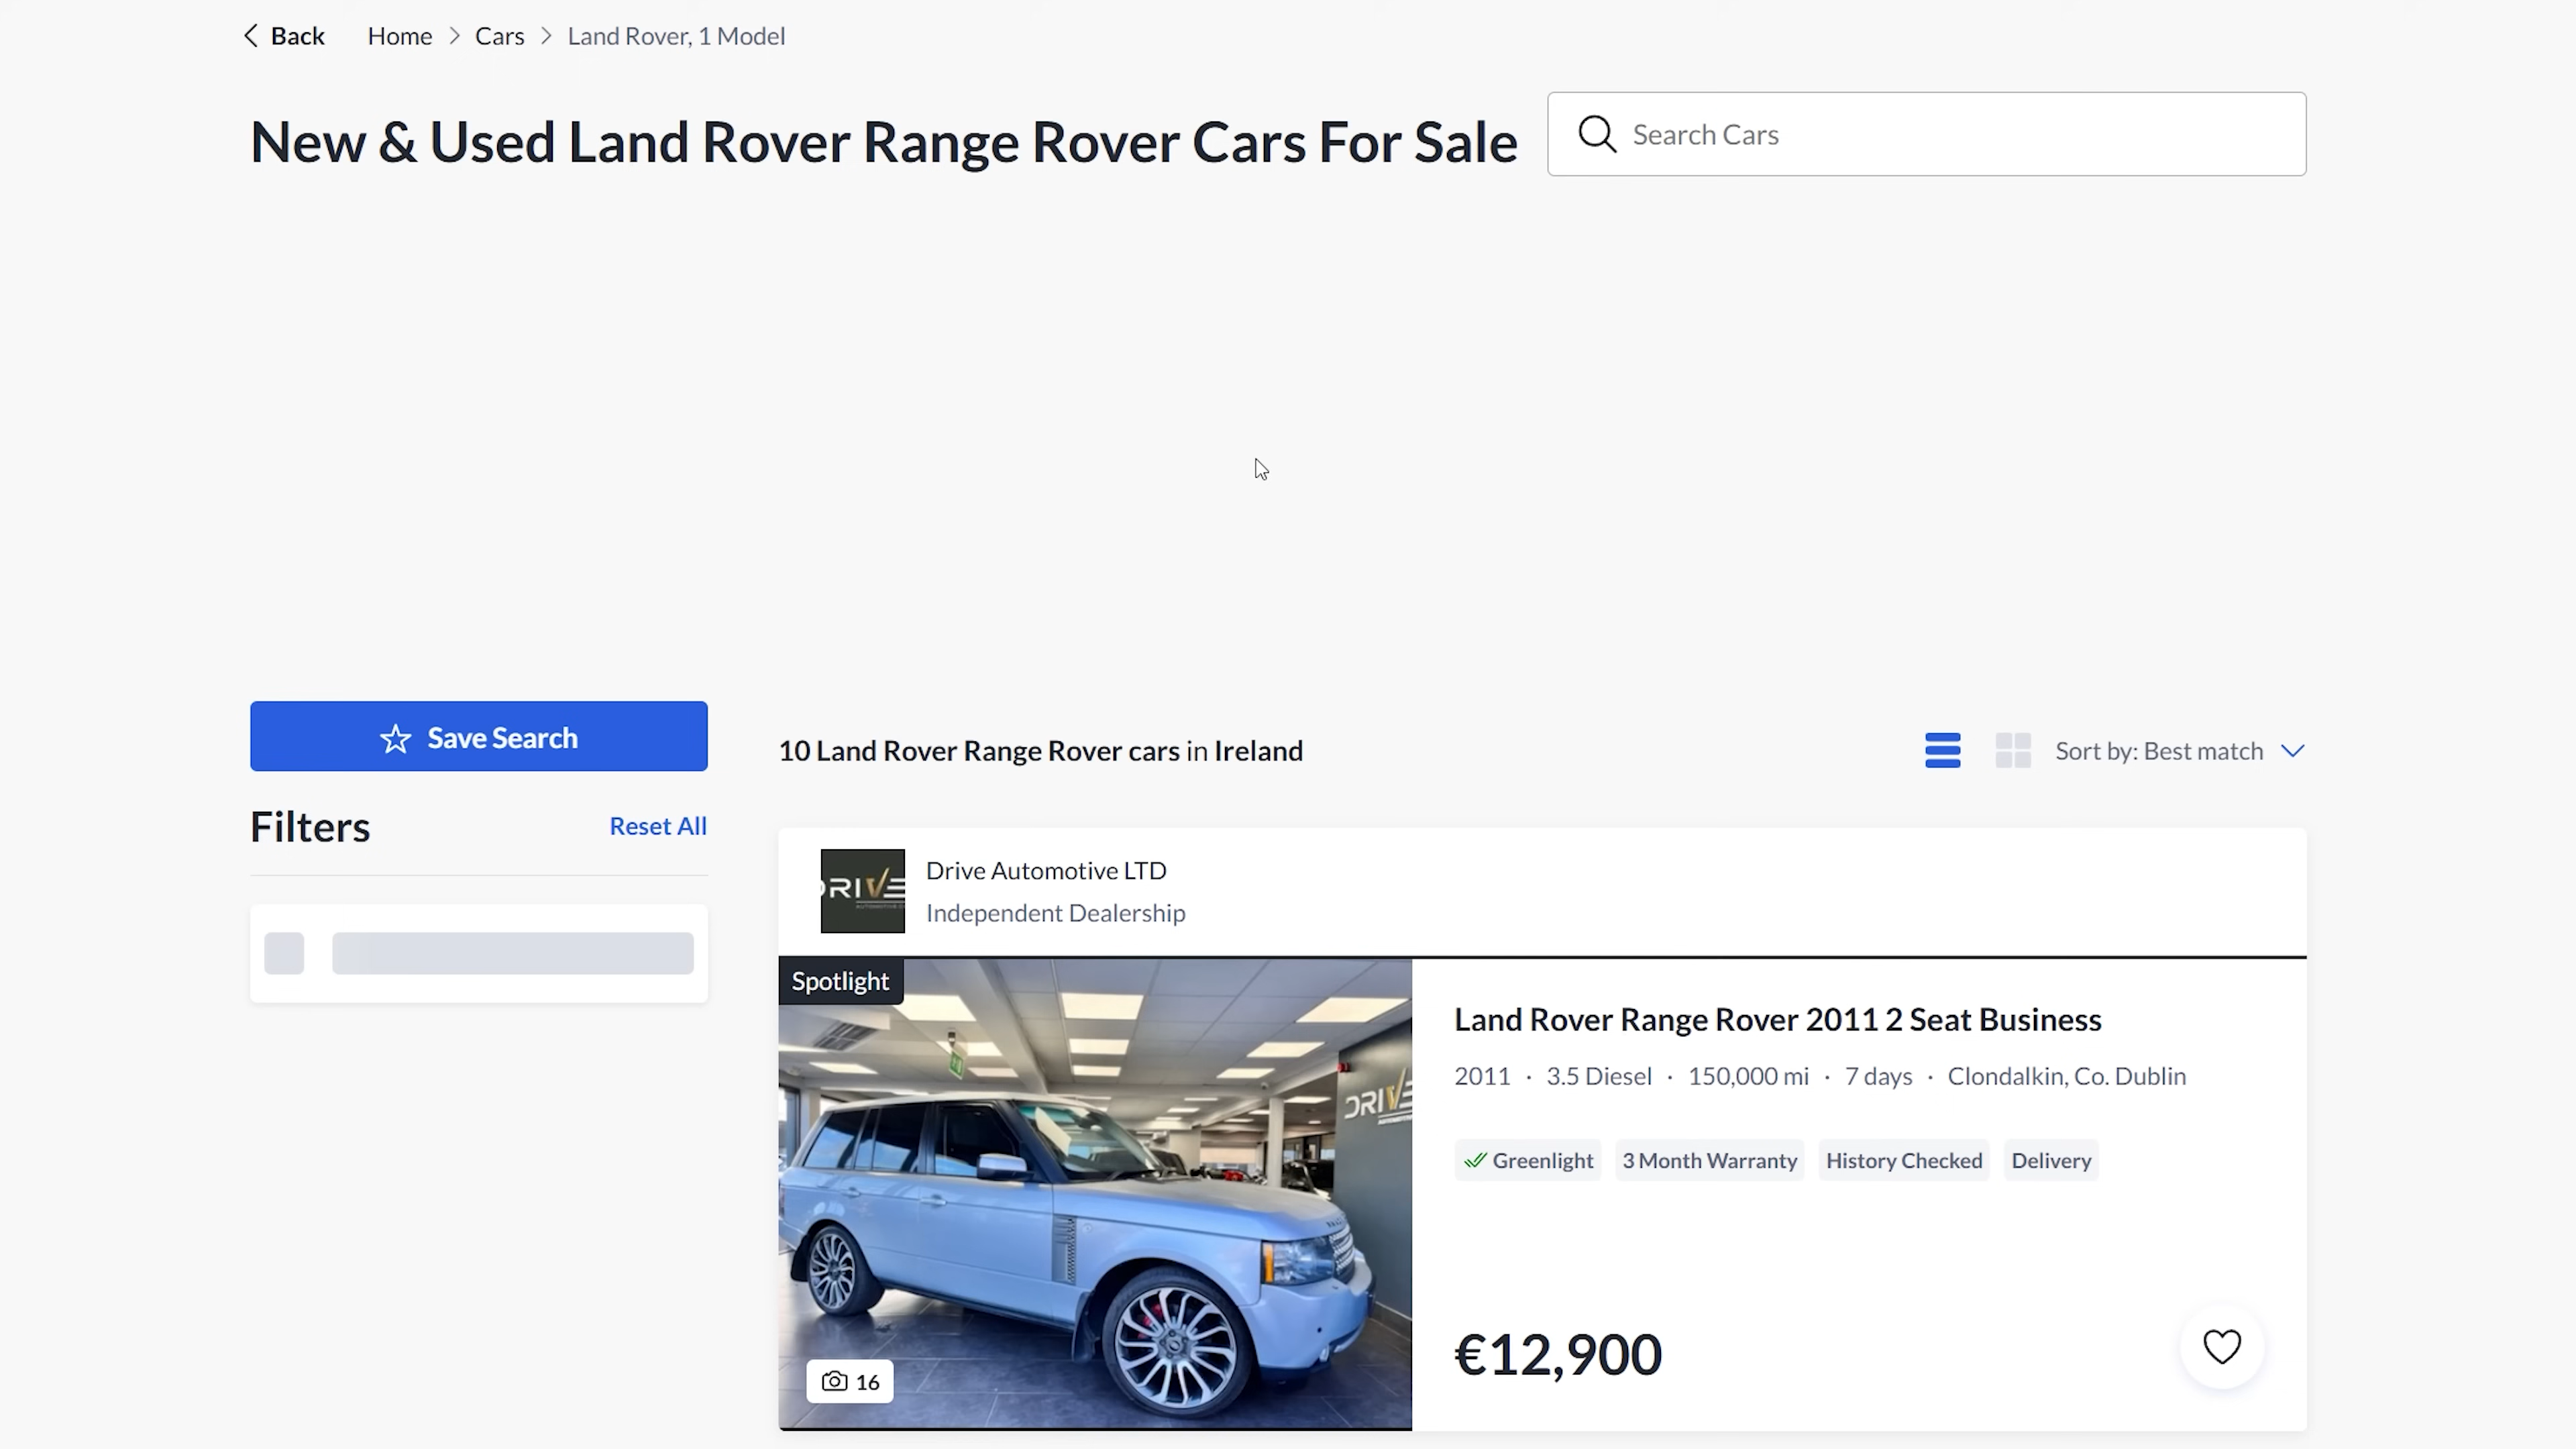 Back Home Cars Land Rover, 1 Model
New & Used Land Rover Range Rover Cars For Sale
Search Cars
Save Search
10 Land Rover Range Rover cars in Ireland
Sort by: Best match
Filters
Reset All
Drive Automotive LTD
Independent Dealership
Spotlight
Land Rover Range Rover 2011 2 Seat Business
2011 · 3.5 Diesel · 150,000 mi · 7 days · Clondalkin, Co. Dublin
Greenlight
3 Month Warranty
History Checked
Delivery
€12,900
16